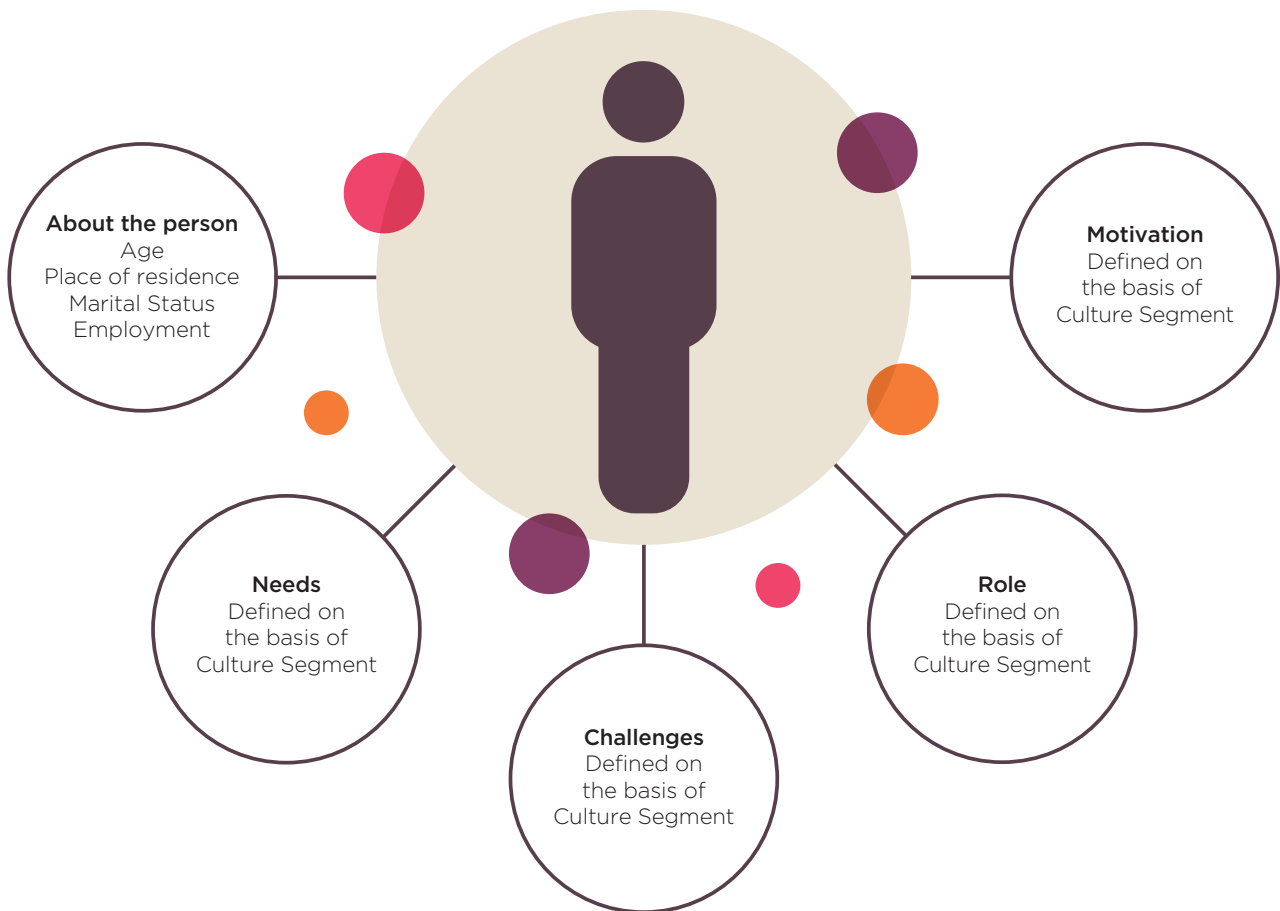 About the person
Age
Place of residence
Marital Status
Employment
Motivation
Defined on
the basis of
Culture Segment
Needs
Defined on
the basis of
Culture Segment
Role
Defined on
the basis of
Culture Segment
Challenges
Defined on
the basis of
Culture Segment